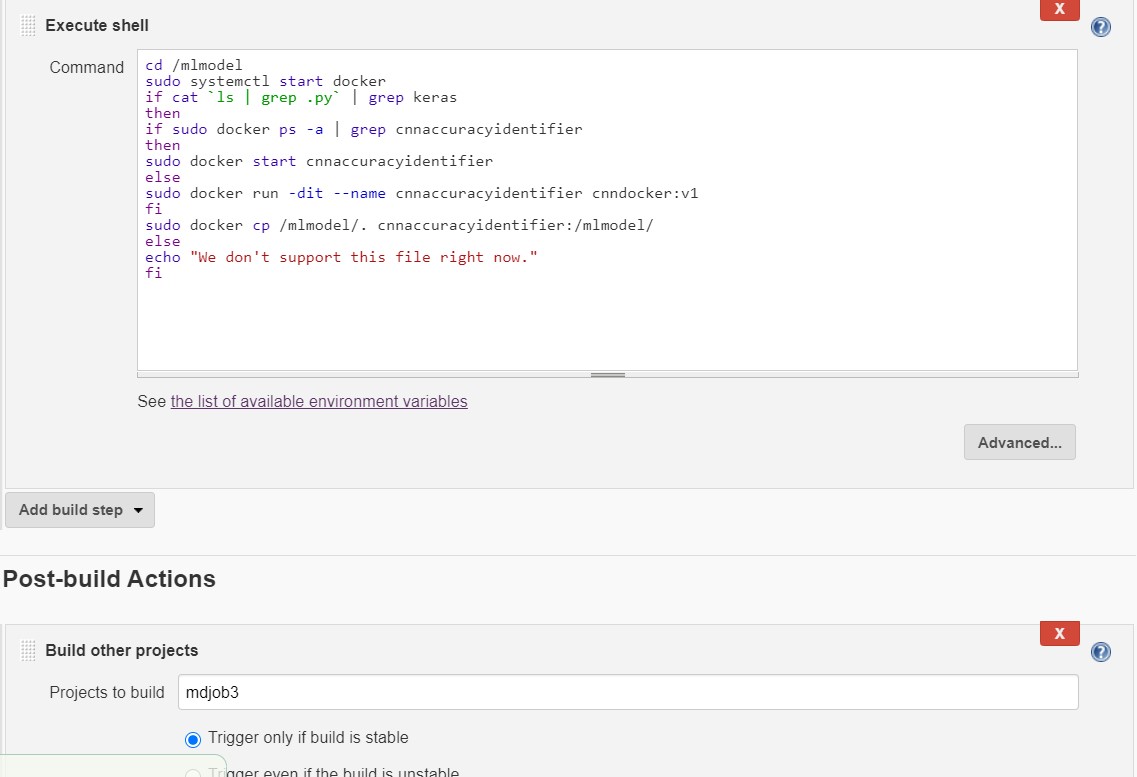 X
Execute shell
?
Command
cd /mlmodel
sudo systemctl start docker
if cat `ls | grep .py` | grep keras
then
if sudo docker ps -a | grep cnnaccuracyidentifier
then
sudo docker start cnnaccuracyidentifier
else
sudo docker run -dit --name cnnaccuracyidentifier cnndocker:v1
fi
sudo docker cp /mlmodel/. cnnaccuracyidentifier:/mlmodel/
else
echo "We don't support this file right now."
fi
See the list of available environment variables
Advanced...
Add build step
Post-build Actions
X
Build other projects
?
Projects to build mdjob3
Trigger only if build is stable
Trigger even if the build is unstable